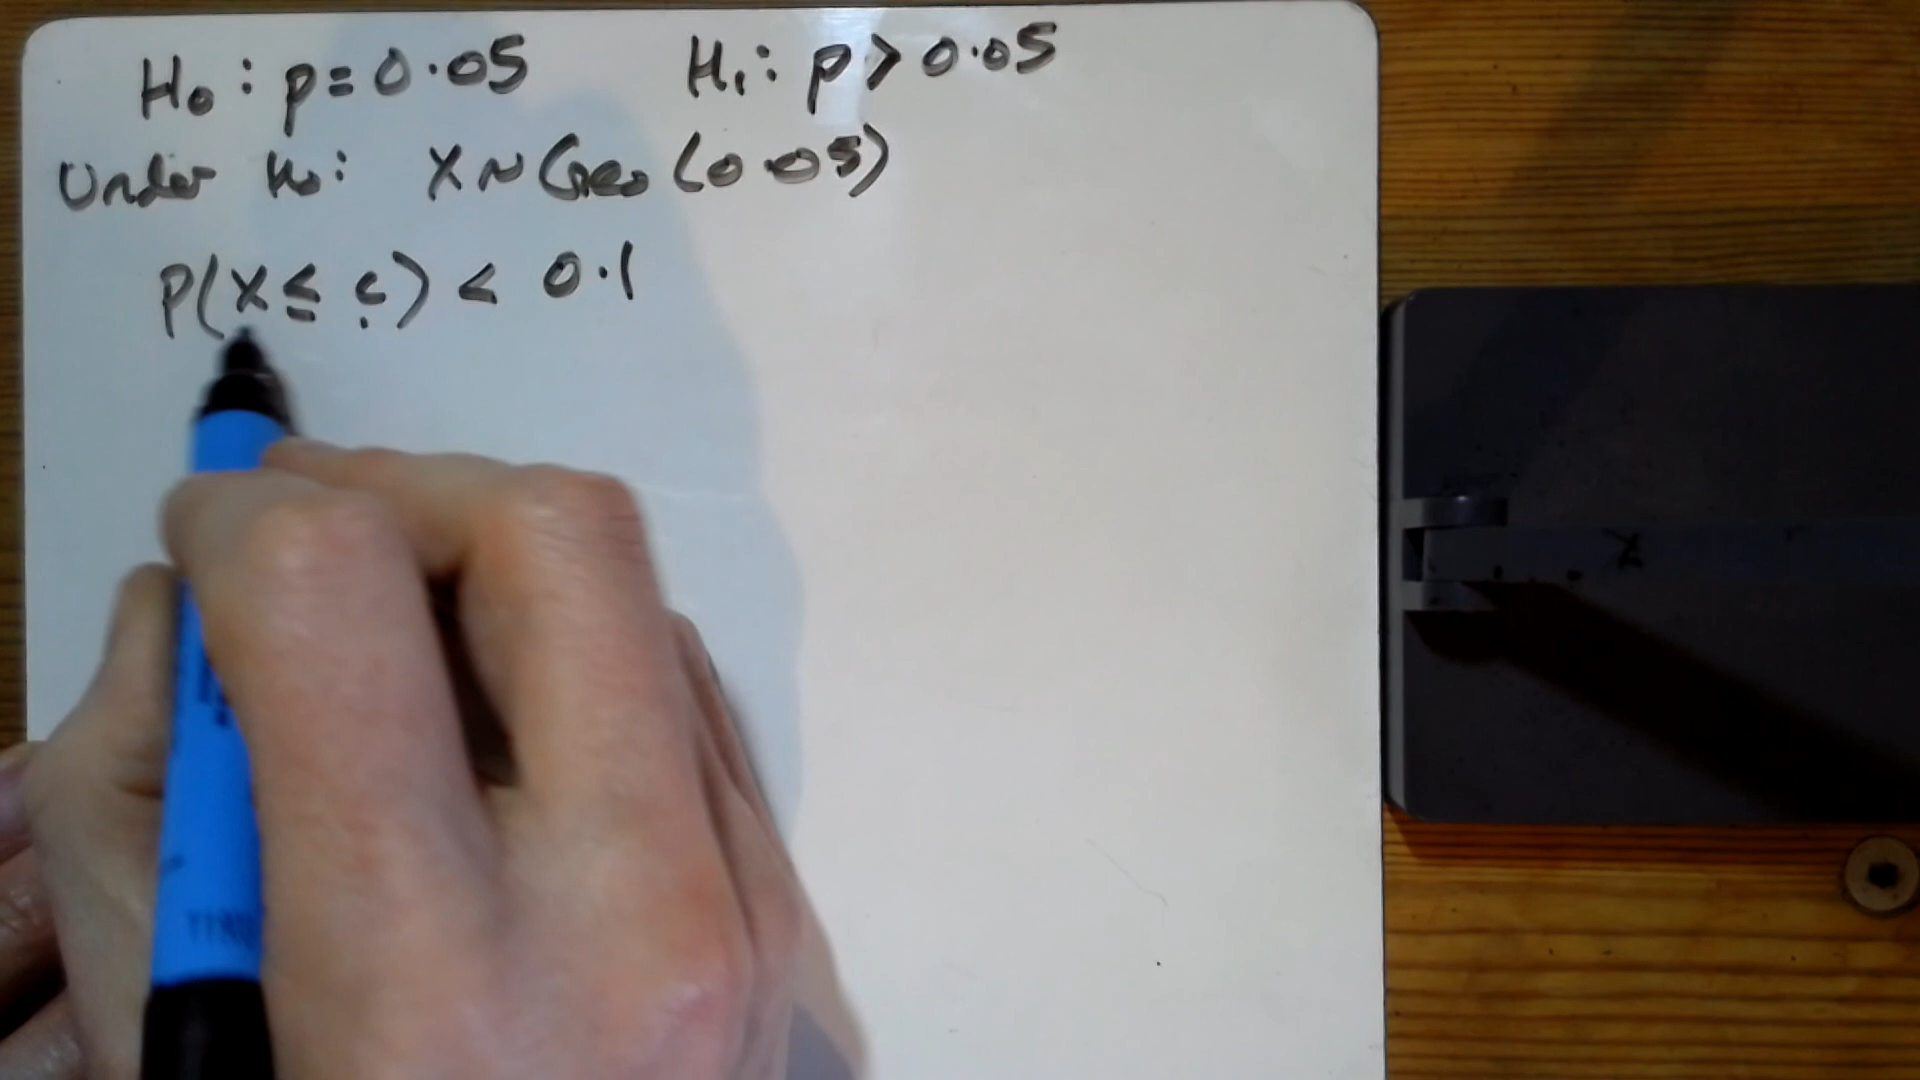 H₀ : p = 0.05 H₁ : p > 0.05
Under H₀ : X ~ Geo (0.05)
P(X ≤ c) < 0.1